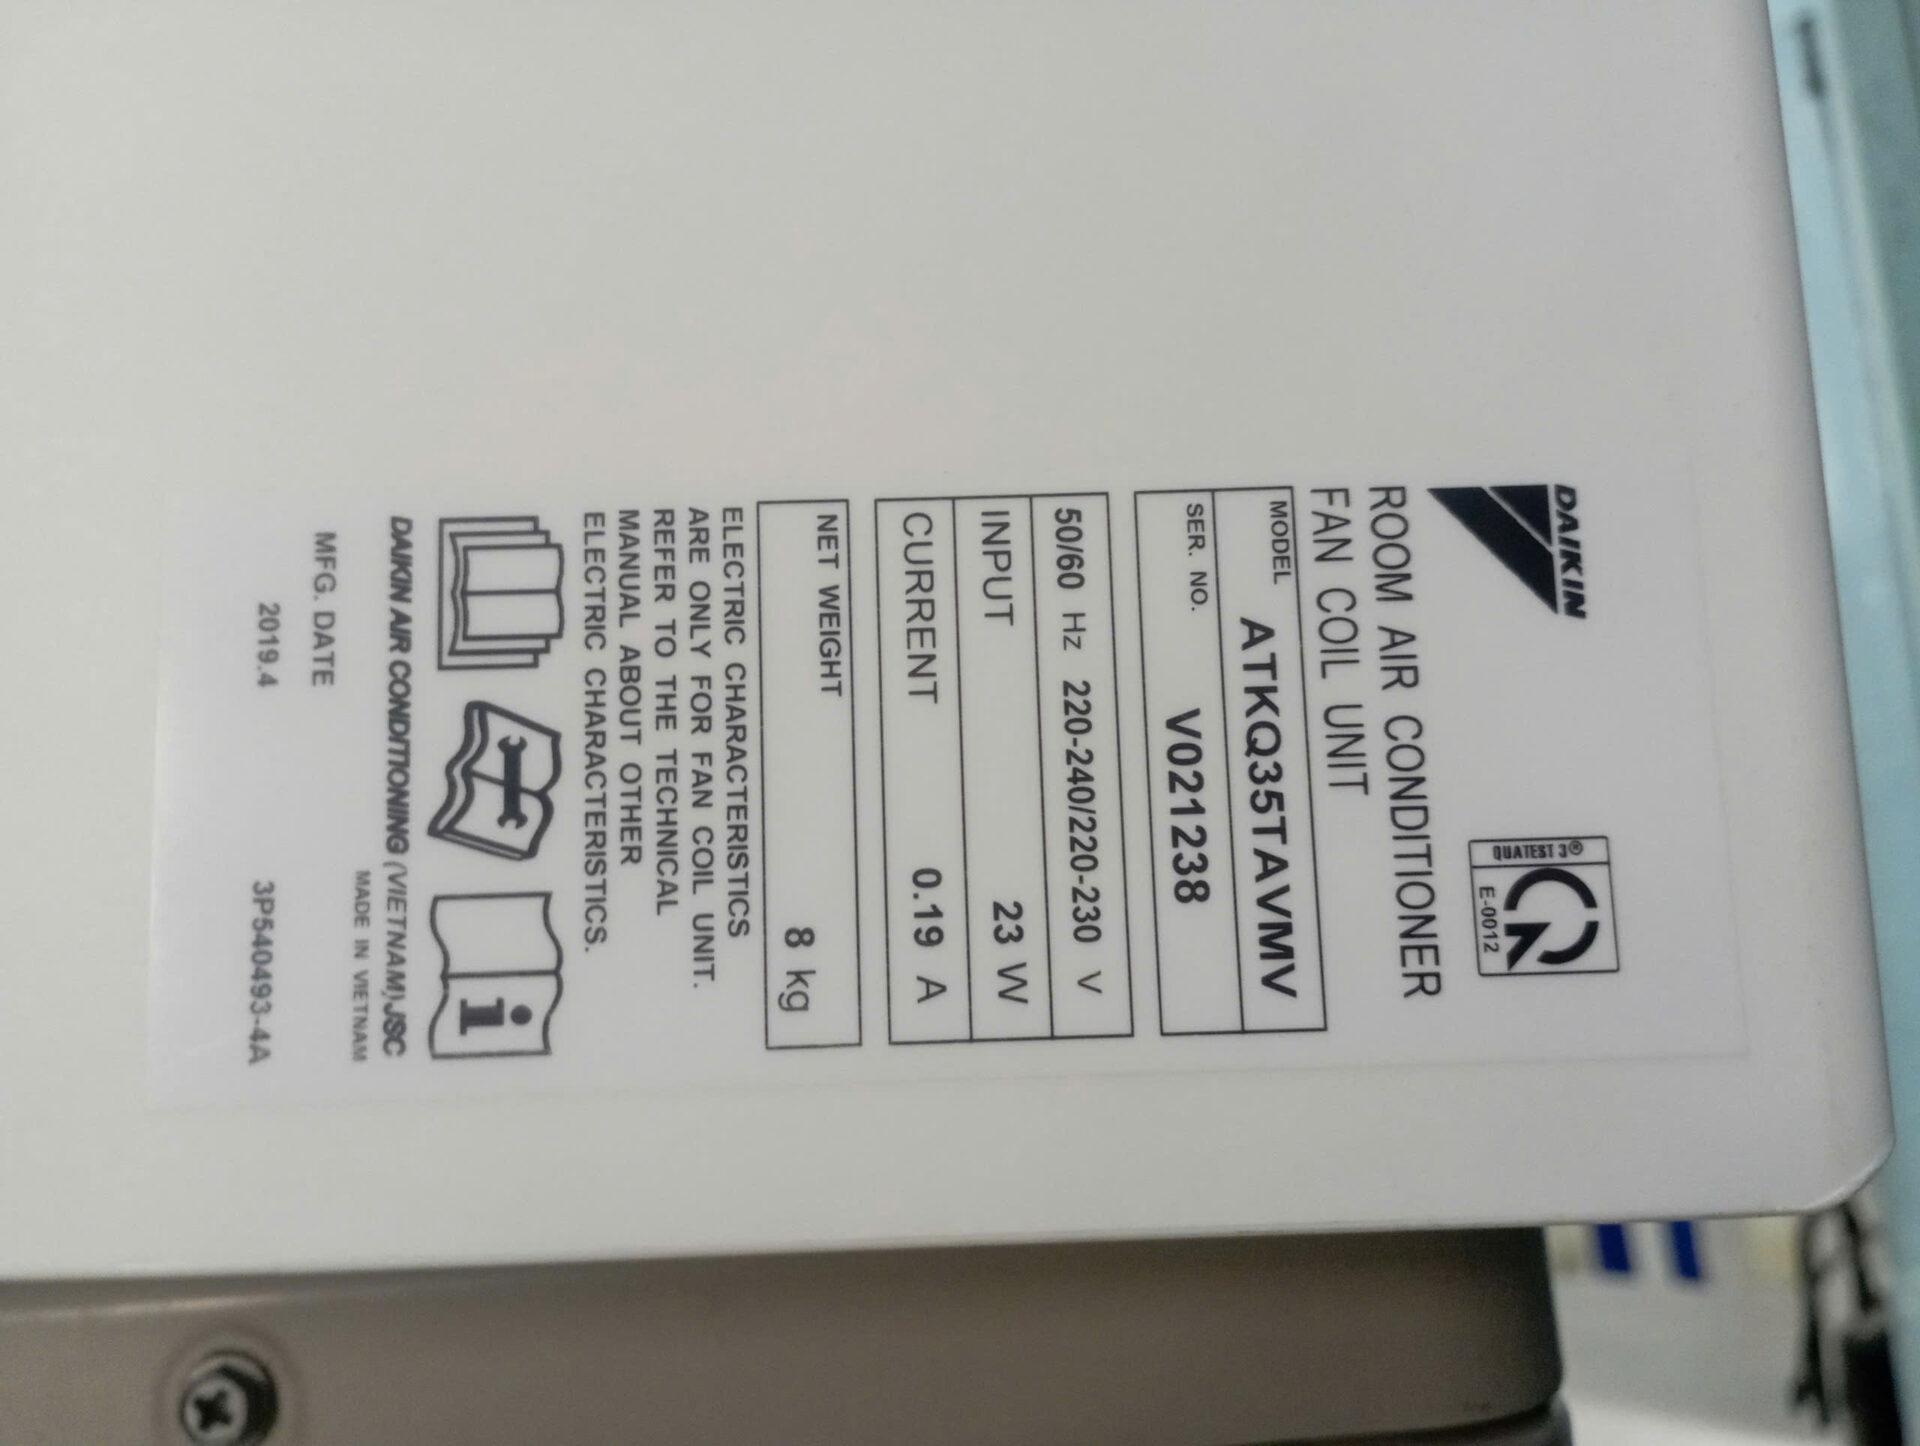 DAIKIN
QUATEST 3®
E-0012
ROOM AIR CONDITIONER
FAN COIL UNIT
MODEL ATKQ35TAVMV
SER. NO. V021238
50/60 Hz 220-240/220-230 V
INPUT 23 W
CURRENT 0.19 A
NET WEIGHT 8 kg
ELECTRIC CHARACTERISTICS
ARE ONLY FOR FAN COIL UNIT.
REFER TO THE TECHNICAL
MANUAL ABOUT OTHER
ELECTRIC CHARACTERISTICS.
i
DAIKIN AIR CONDITIONING (VIETNAM) JSC
MADE IN VIETNAM
MFG. DATE
2019.4 3P540493-4A